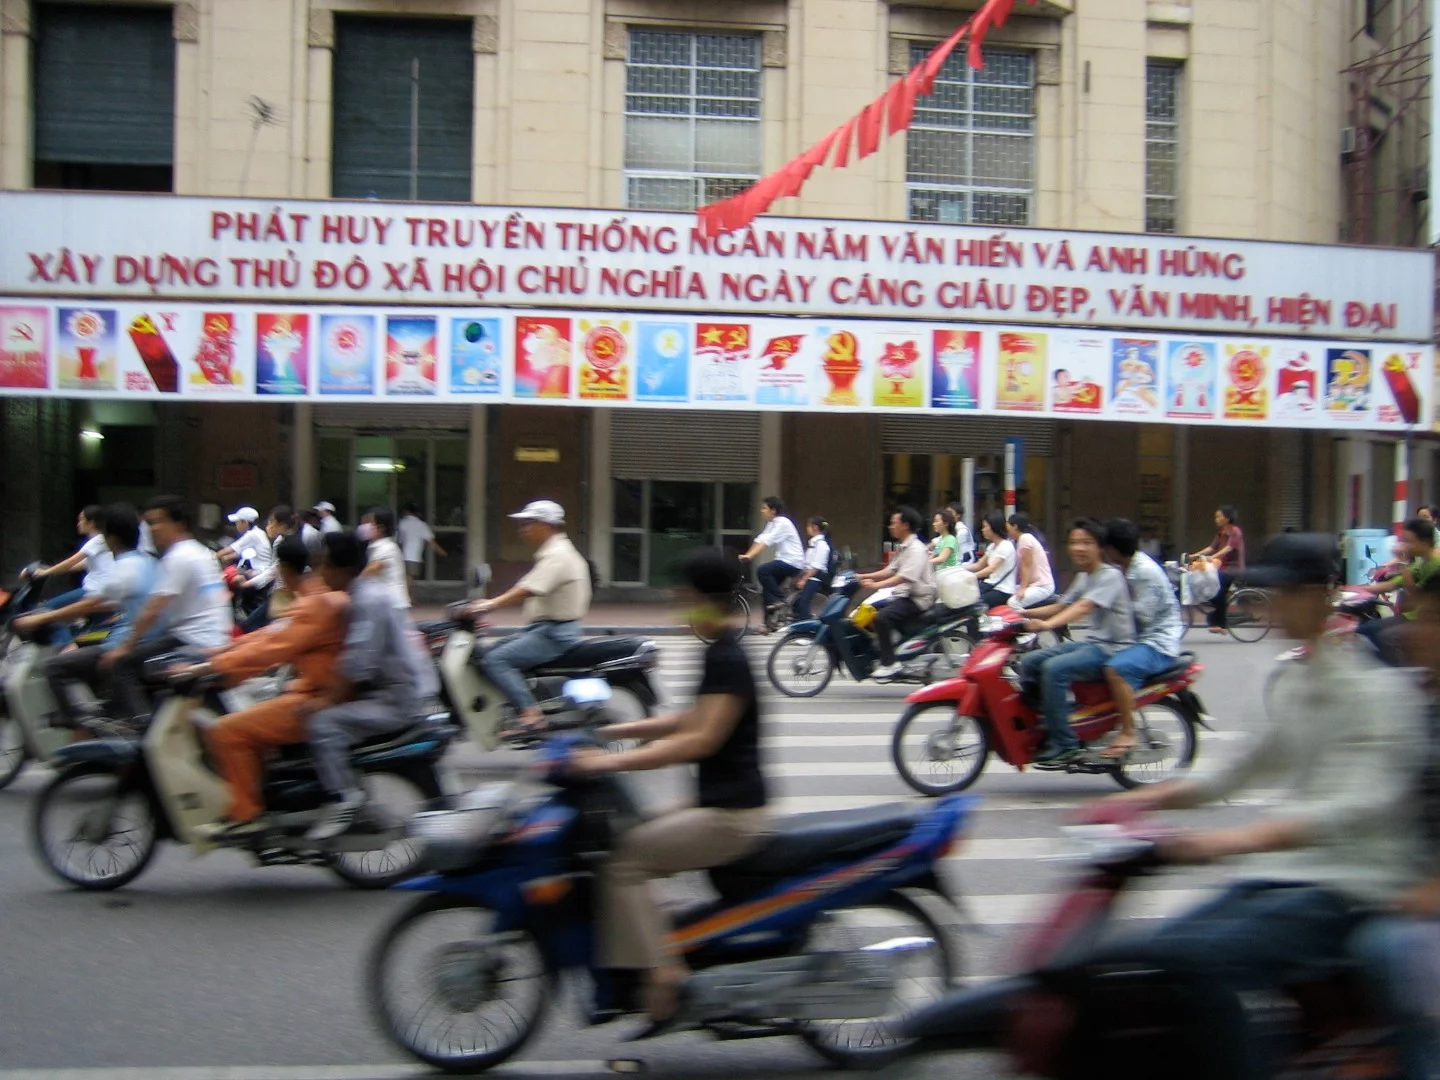 PHÁT HUY TRUYỀN THỐNG NGÀN NĂM VĂN HIẾN VÀ ANH HÙNG
XÂY DỰNG THỦ ĐÔ XÃ HỘI CHỦ NGHĨA NGÀY CÀNG GIÀU ĐẸP, VĂN MINH, HIỆN ĐẠI